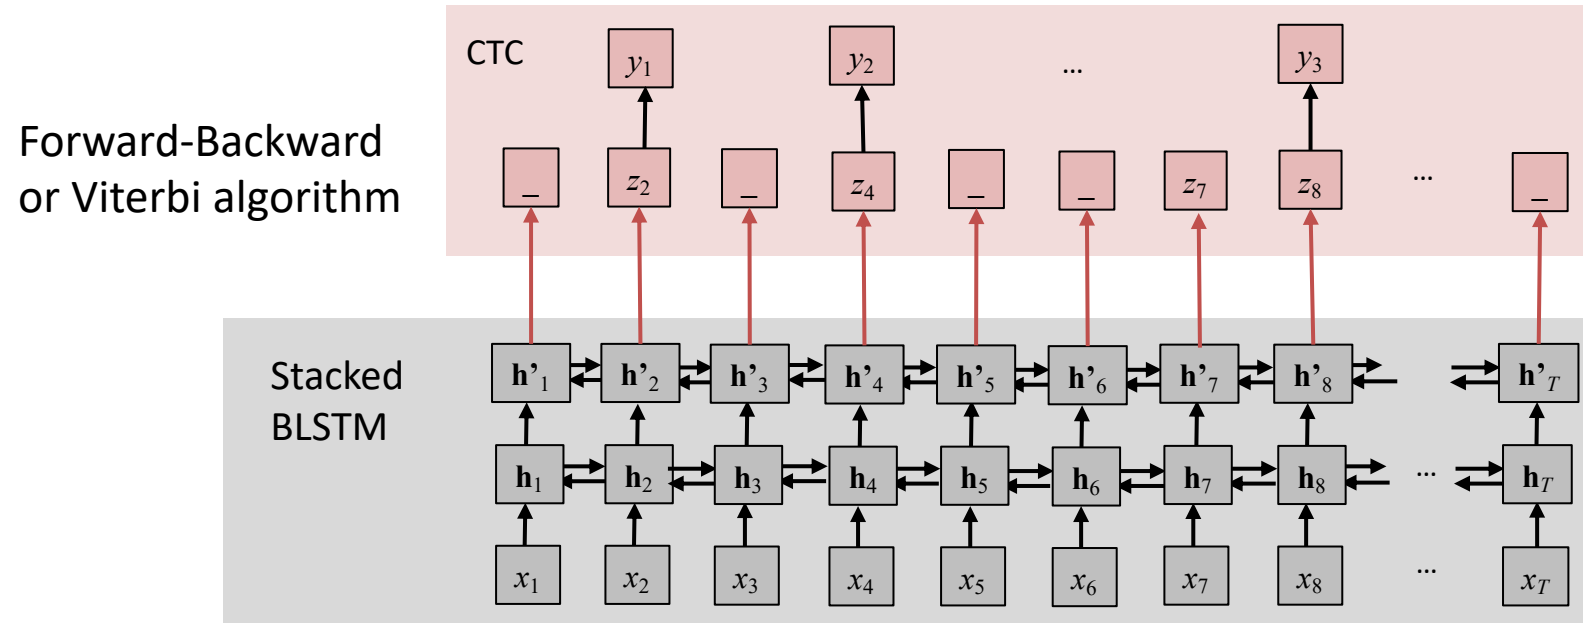 CTC
y1 y2 ... y3
Forward-Backward
or Viterbi algorithm
_ z2 _ z4 _ _ z7 z8 ... _
Stacked
BLSTM
h'1 h'2 h'3 h'4 h'5 h'6 h'7 h'8 h'T
h1 h2 h3 h4 h5 h6 h7 h8 ... hT
x1 x2 x3 x4 x5 x6 x7 x8 ... xT